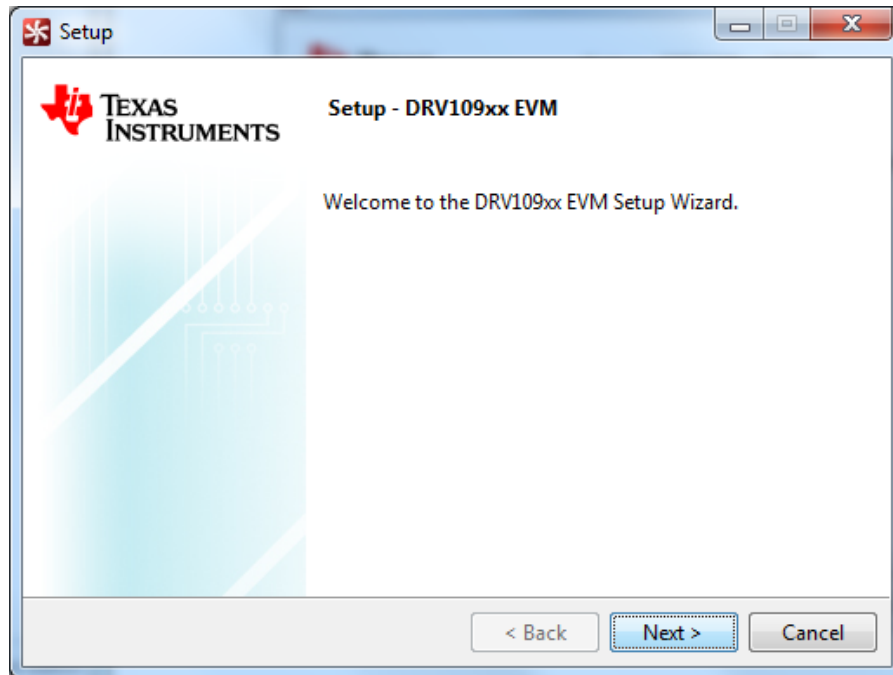 Setup
TEXAS
INSTRUMENTS
Setup - DRV109xx EVM
Welcome to the DRV109xx EVM Setup Wizard.
< Back
Next >
Cancel